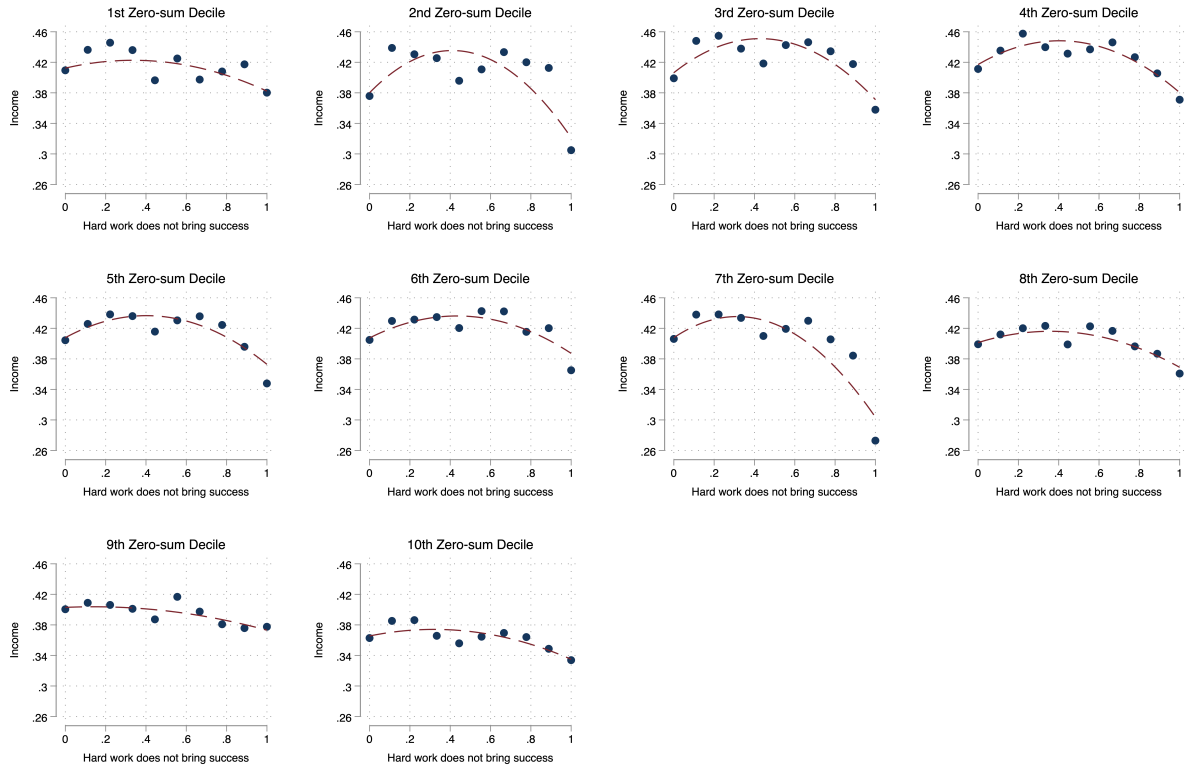 1st Zero-sum Decile
.46
.42
.38
.34
.3
.26
Income
0 .2 .4 .6 .8 1
Hard work does not bring success
2nd Zero-sum Decile
.46
.42
.38
.34
.3
.26
Income
0 .2 .4 .6 .8 1
Hard work does not bring success
3rd Zero-sum Decile
.46
.42
.38
.34
.3
.26
Income
0 .2 .4 .6 .8 1
Hard work does not bring success
4th Zero-sum Decile
.46
.42
.38
.34
.3
.26
Income
0 .2 .4 .6 .8 1
Hard work does not bring success
5th Zero-sum Decile
.46
.42
.38
.34
.3
.26
Income
0 .2 .4 .6 .8 1
Hard work does not bring success
6th Zero-sum Decile
.46
.42
.38
.34
.3
.26
Income
0 .2 .4 .6 .8 1
Hard work does not bring success
7th Zero-sum Decile
.46
.42
.38
.34
.3
.26
Income
0 .2 .4 .6 .8 1
Hard work does not bring success
8th Zero-sum Decile
.46
.42
.38
.34
.3
.26
Income
0 .2 .4 .6 .8 1
Hard work does not bring success
9th Zero-sum Decile
.46
.42
.38
.34
.3
.26
Income
0 .2 .4 .6 .8 1
Hard work does not bring success
10th Zero-sum Decile
.46
.42
.38
.34
.3
.26
Income
0 .2 .4 .6 .8 1
Hard work does not bring success